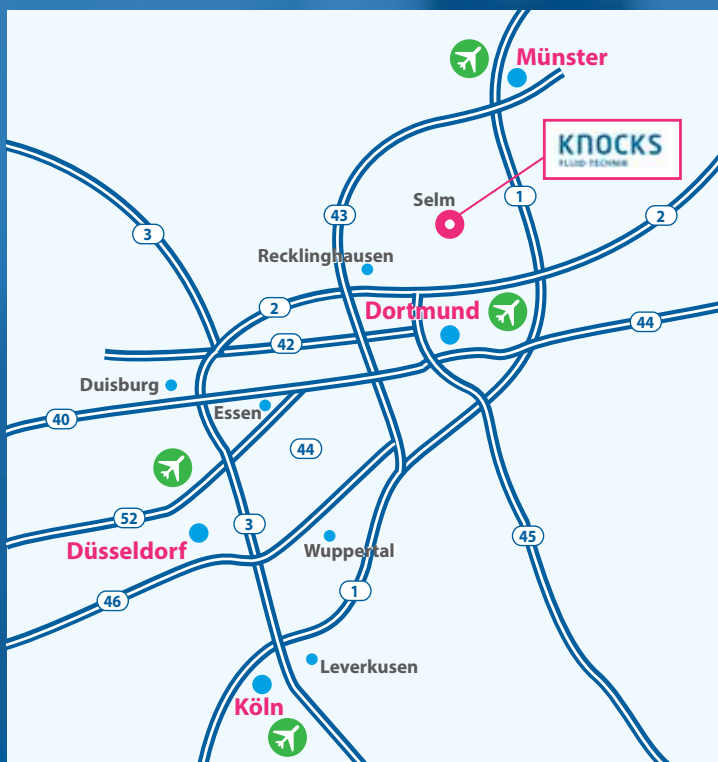 Münster
KNOCKS
FLUID-TECHNIK
Selm
1
2
43
3
Recklinghausen
2
Dortmund
44
42
Duisburg
Essen
40
44
52
3
45
Düsseldorf
Wuppertal
46
1
Leverkusen
Köln